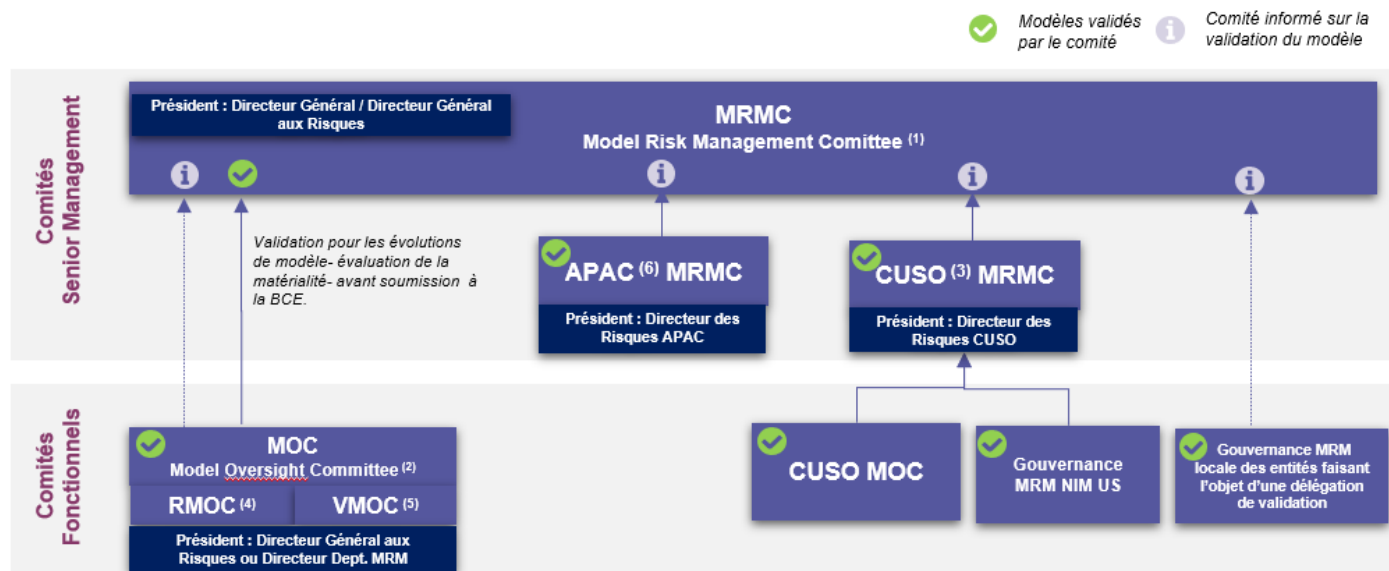 Modèles validés
par le comité
Comité informé sur la
validation du modèle
Comités
Senior Management
Président : Directeur Général / Directeur Général
aux Risques
MRMC
Model Risk Management Comittee (1)
Validation pour les évolutions
de modèle- évaluation de la
matérialité- avant soumission à
la BCE.
APAC (6) MRMC
Président : Directeur des
Risques APAC
CUSO (3) MRMC
Président : Directeur des
Risques CUSO
Comités
Fonctionnels
MOC
Model Oversight Committee (2)
RMOC (4)
VMOC (5)
Président : Directeur Général aux
Risques ou Directeur Dept. MRM
CUSO MOC
Gouvernance
MRM NIM US
Gouvernance MRM
locale des entités faisant
l'objet d'une délégation
de validation